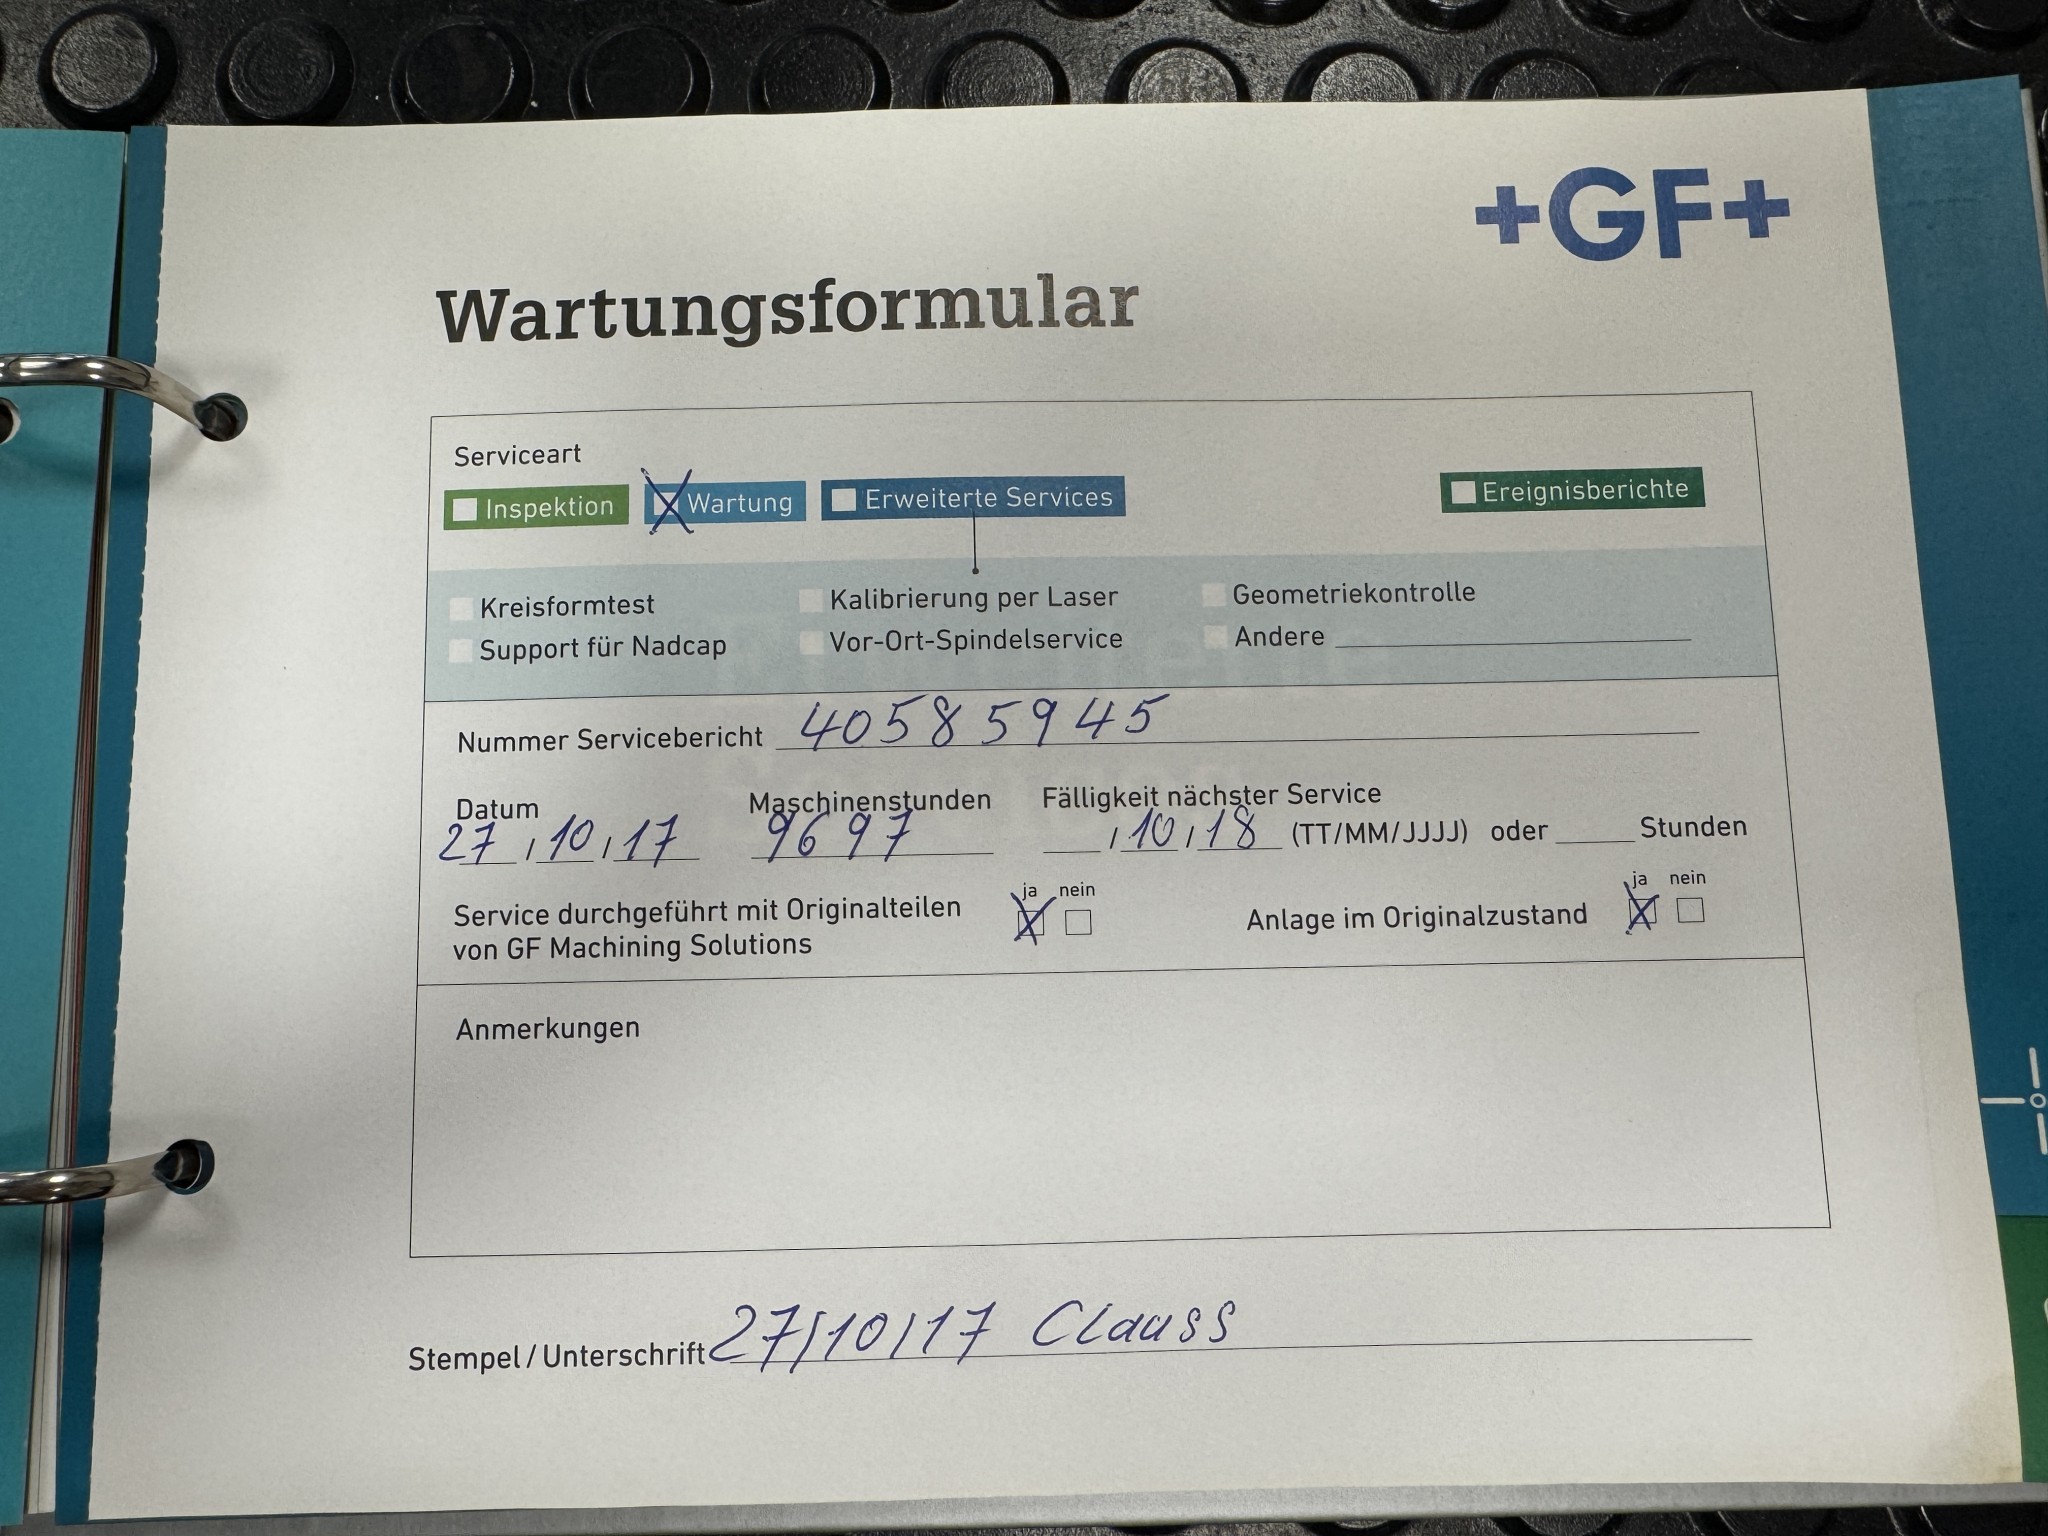 +GF+
Wartungsformular
Serviceart
Inspektion Wartung Erweiterte Services Ereignisberichte
Kreisformtest Kalibrierung per Laser Geometriekontrolle
Support für Nadcap Vor-Ort-Spindelservice Andere
Nummer Servicebericht 40585945
Datum Maschinenstunden Fälligkeit nächster Service
27/10/17 9697 /10/18 (TT/MM/JJJJ) oder Stunden
ja nein ja nein
Service durchgeführt mit Originalteilen Anlage im Originalzustand
von GF Machining Solutions
Anmerkungen
Stempel/Unterschrift 27/10/17 Clauss